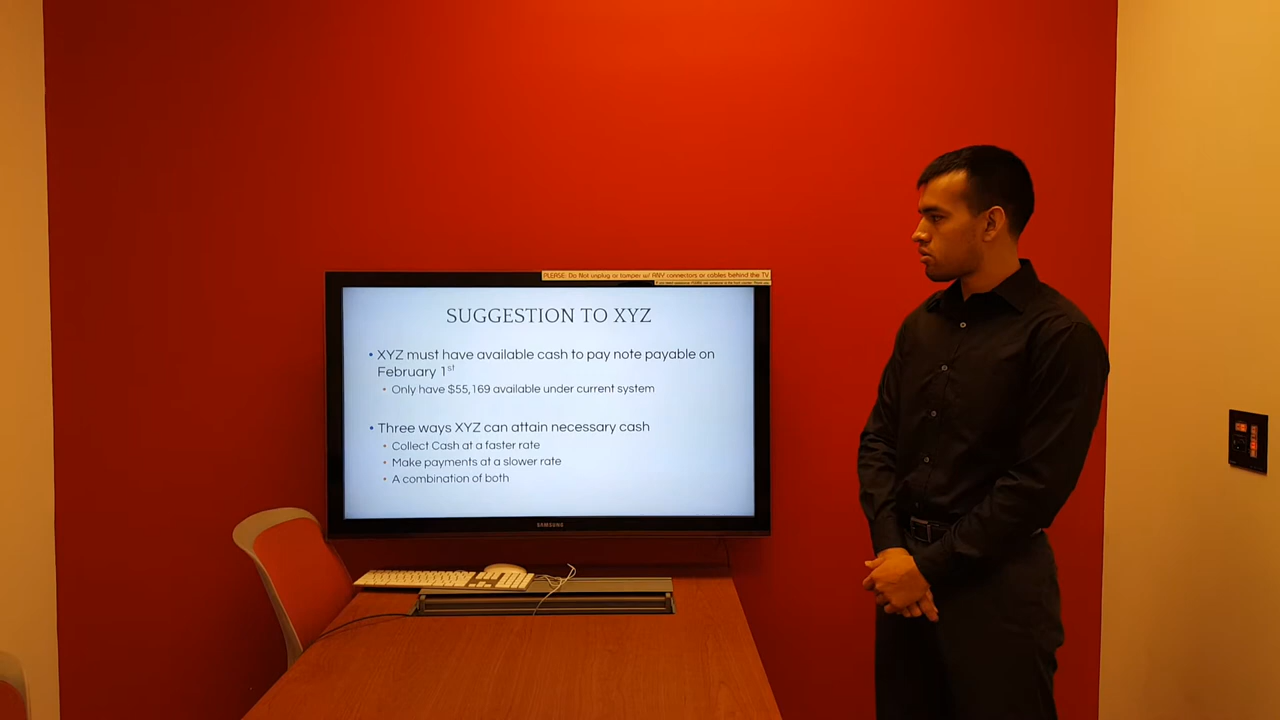 PLEASE: Do Not unplug or tamper w/ ANY connectors or cables behind the TV
SUGGESTION TO XYZ
• XYZ must have available cash to pay note payable on
February 1st
• Only have $55,169 available under current system
• Three ways XYZ can attain necessary cash
• Collect Cash at a faster rate
• Make payments at a slower rate
• A combination of both
SAMSUNG